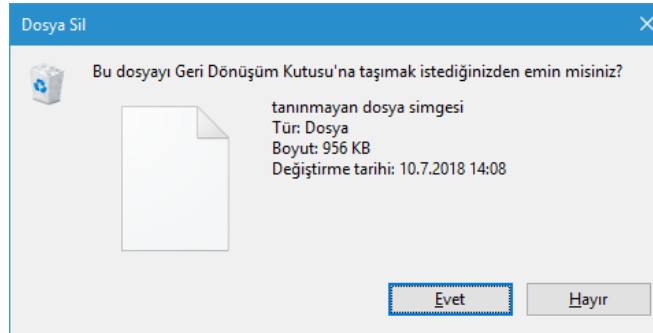 Dosya Sil
Bu dosyayı Geri Dönüşüm Kutusu'na taşımak istediğinizden emin misiniz?
tanınmayan dosya simgesi
Tür: Dosya
Boyut: 956 KB
Değiştirme tarihi: 10.7.2018 14:08
Evet
Hayır